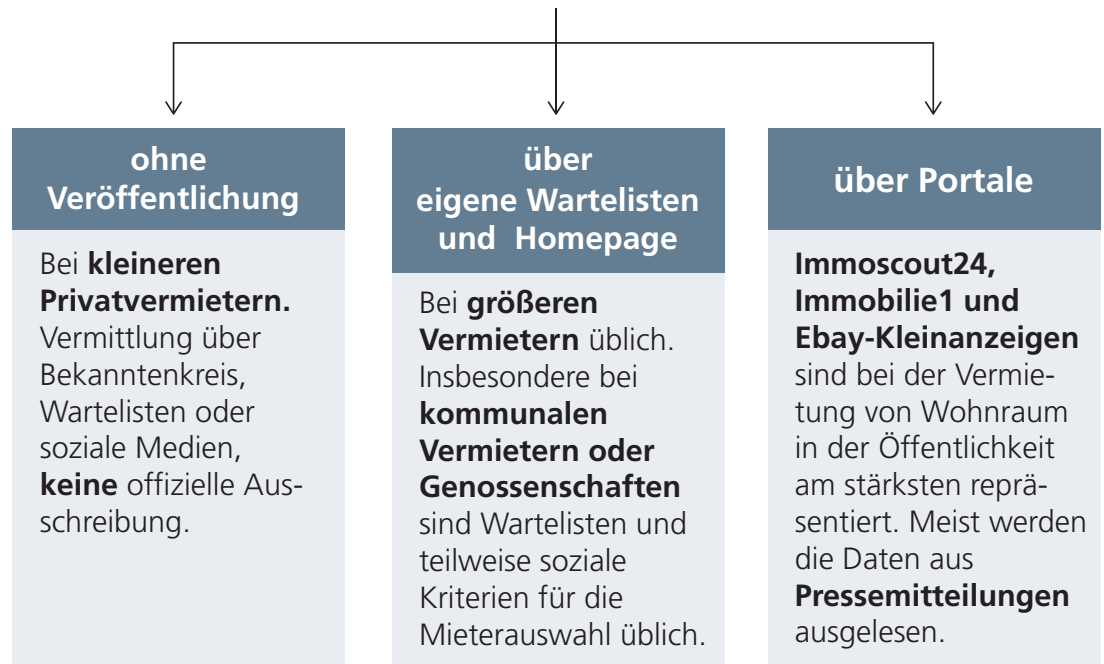 ohne
Veröffentlichung
Bei kleineren
Privatvermietern.
Vermittlung über
Bekanntenkreis,
Wartelisten oder
soziale Medien,
keine offizielle Aus-
schreibung.
über
eigene Wartelisten
und Homepage
Bei größeren
Vermietern üblich.
Insbesondere bei
kommunalen
Vermietern oder
Genossenschaften
sind Wartelisten und
teilweise soziale
Kriterien für die
Mieterauswahl üblich.
über Portale
Immoscout24,
Immobilie1 und
Ebay-Kleinanzeigen
sind bei der Vermie-
tung von Wohnraum
in der Öffentlichkeit
am stärksten reprä-
sentiert. Meist werden
die Daten aus
Pressemitteilungen
ausgelesen.